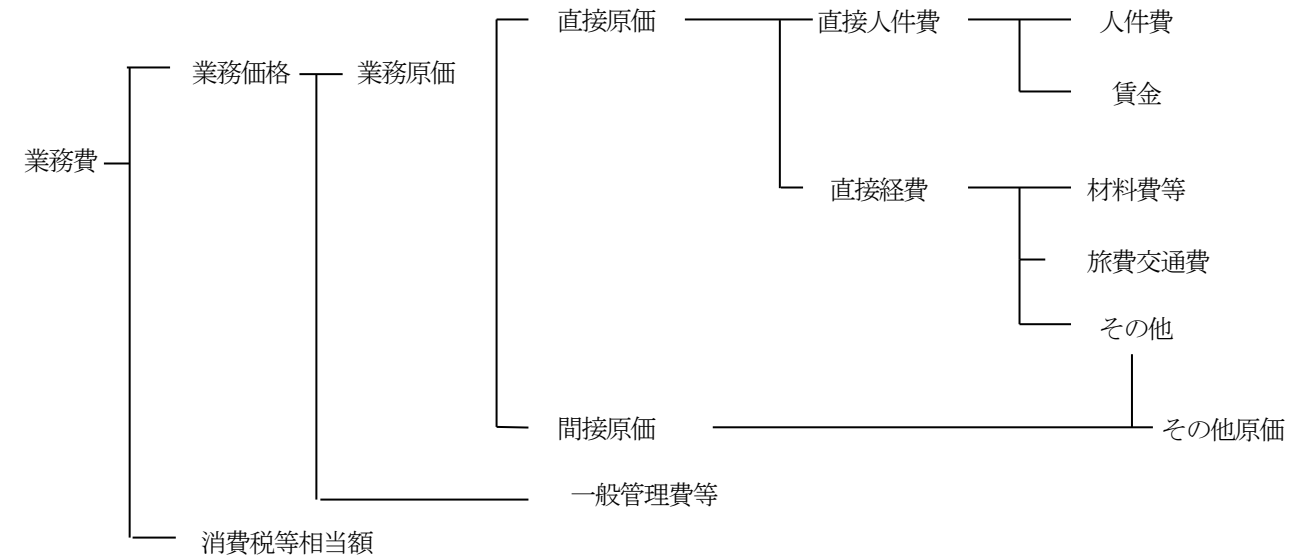 直接原価
直接人件費
人件費
業務価格
業務原価
賃金
業務費
直接経費
材料費等
旅費交通費
その他
間接原価
その他原価
一般管理費等
消費税等相当額